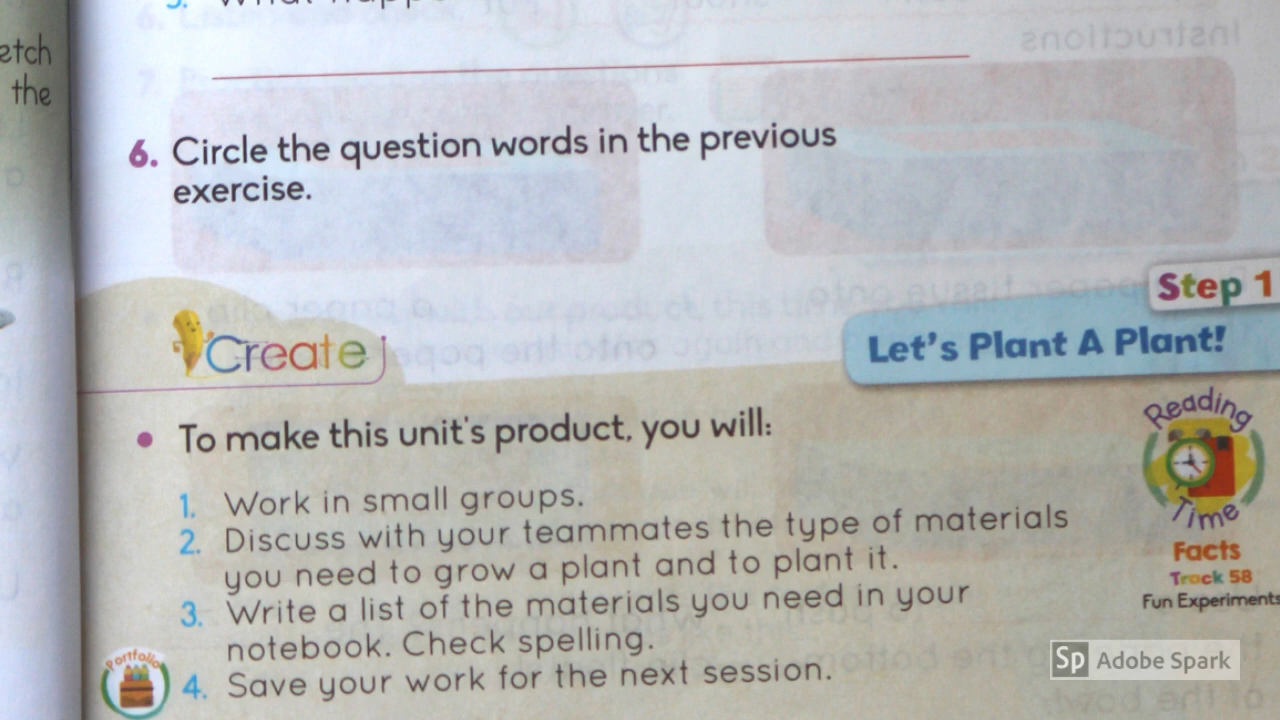 5. What happe
etch
the
6. Circle the question words in the previous
exercise.
Create
Step 1
Let's Plant A Plant!
• To make this unit's product, you will:
1. Work in small groups.
2. Discuss with your teammates the type of materials
you need to grow a plant and to plant it.
3. Write a list of the materials you need in your
notebook. Check spelling.
4. Save your work for the next session.
Portfolio
Reading
Time
Facts
Track 58
Fun Experiments
Sp Adobe Spark